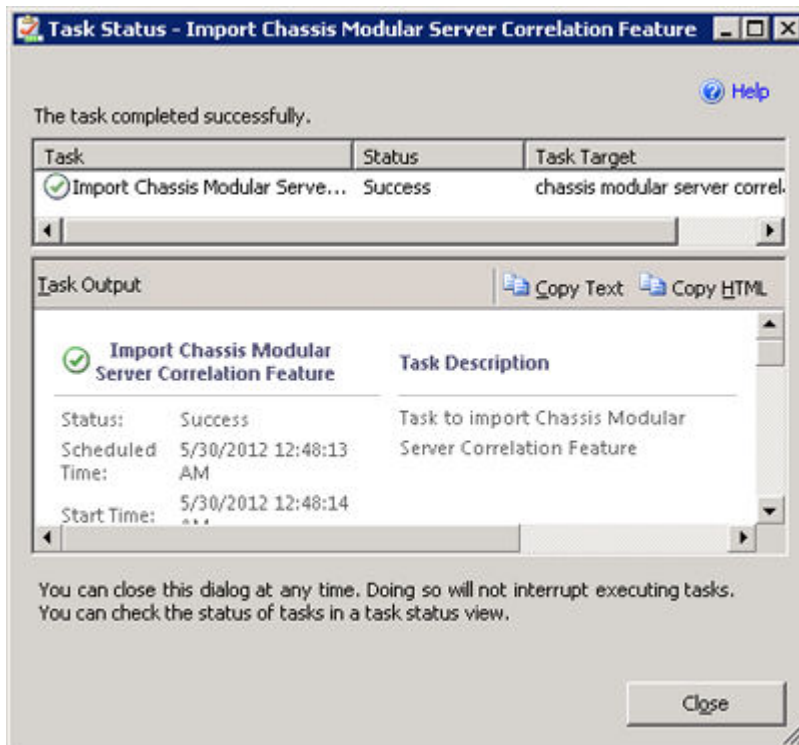 Task Status - Import Chassis Modular Server Correlation Feature
Help
The task completed successfully.
Task Status Task Target
Import Chassis Modular Serve... Success chassis modular server correl
Task Output Copy Text Copy HTML
Import Chassis Modular
Server Correlation Feature
Task Description
Status: Success
Scheduled Time: 5/30/2012 12:48:13 AM
Start Time: 5/30/2012 12:48:14
Task to import Chassis Modular
Server Correlation Feature
You can close this dialog at any time. Doing so will not interrupt executing tasks.
You can check the status of tasks in a task status view.
Close